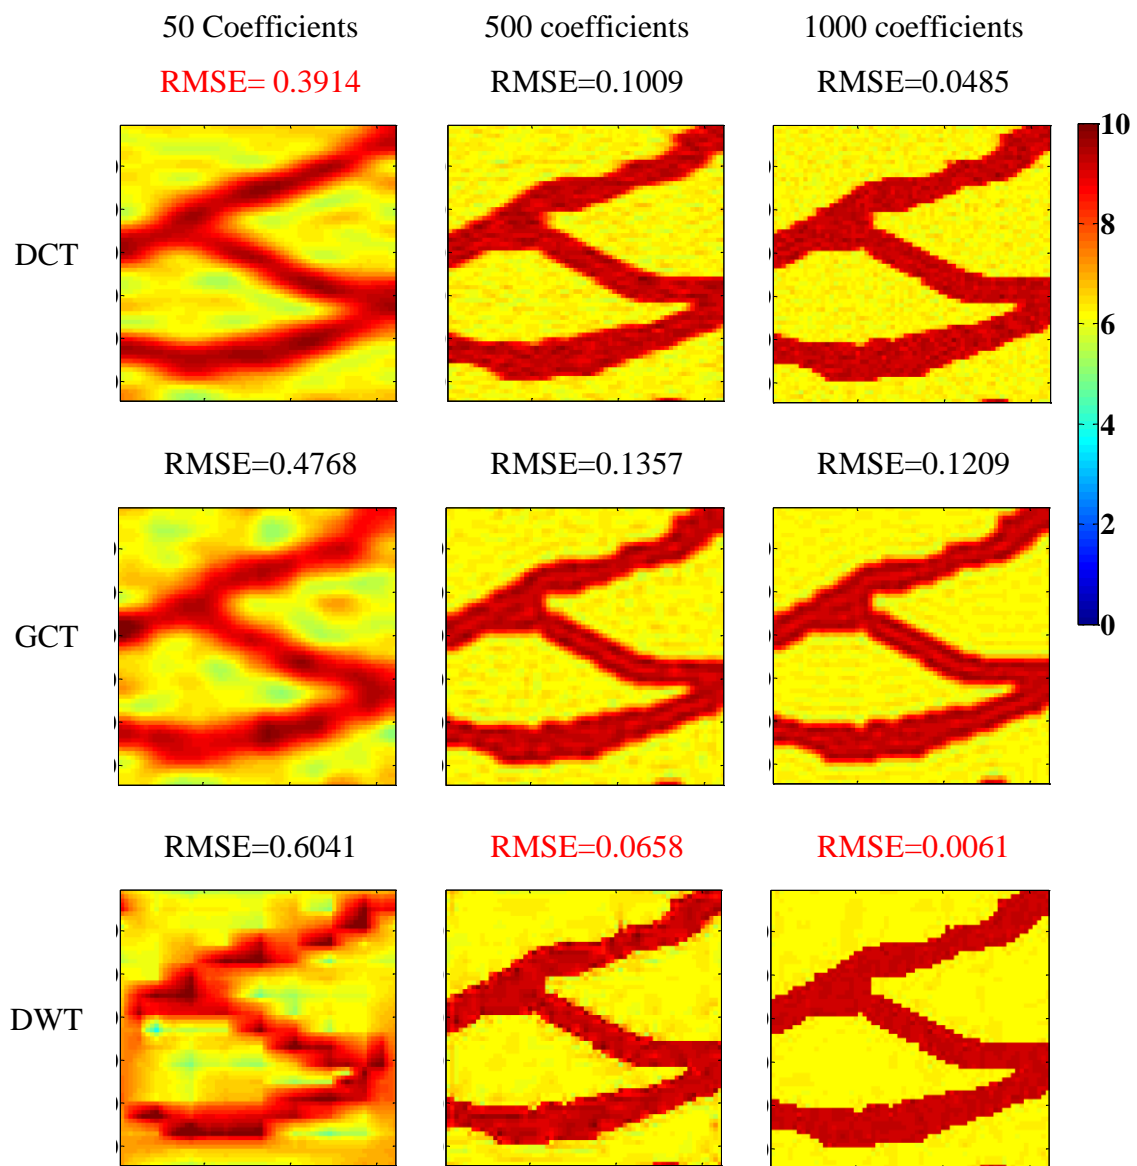 50 Coefficients 500 coefficients 1000 coefficients
RMSE= 0.3914 RMSE=0.1009 RMSE=0.0485
10
8
DCT
6
4
RMSE=0.4768 RMSE=0.1357 RMSE=0.1209
2
0
GCT
RMSE=0.6041 RMSE=0.0658 RMSE=0.0061
DWT